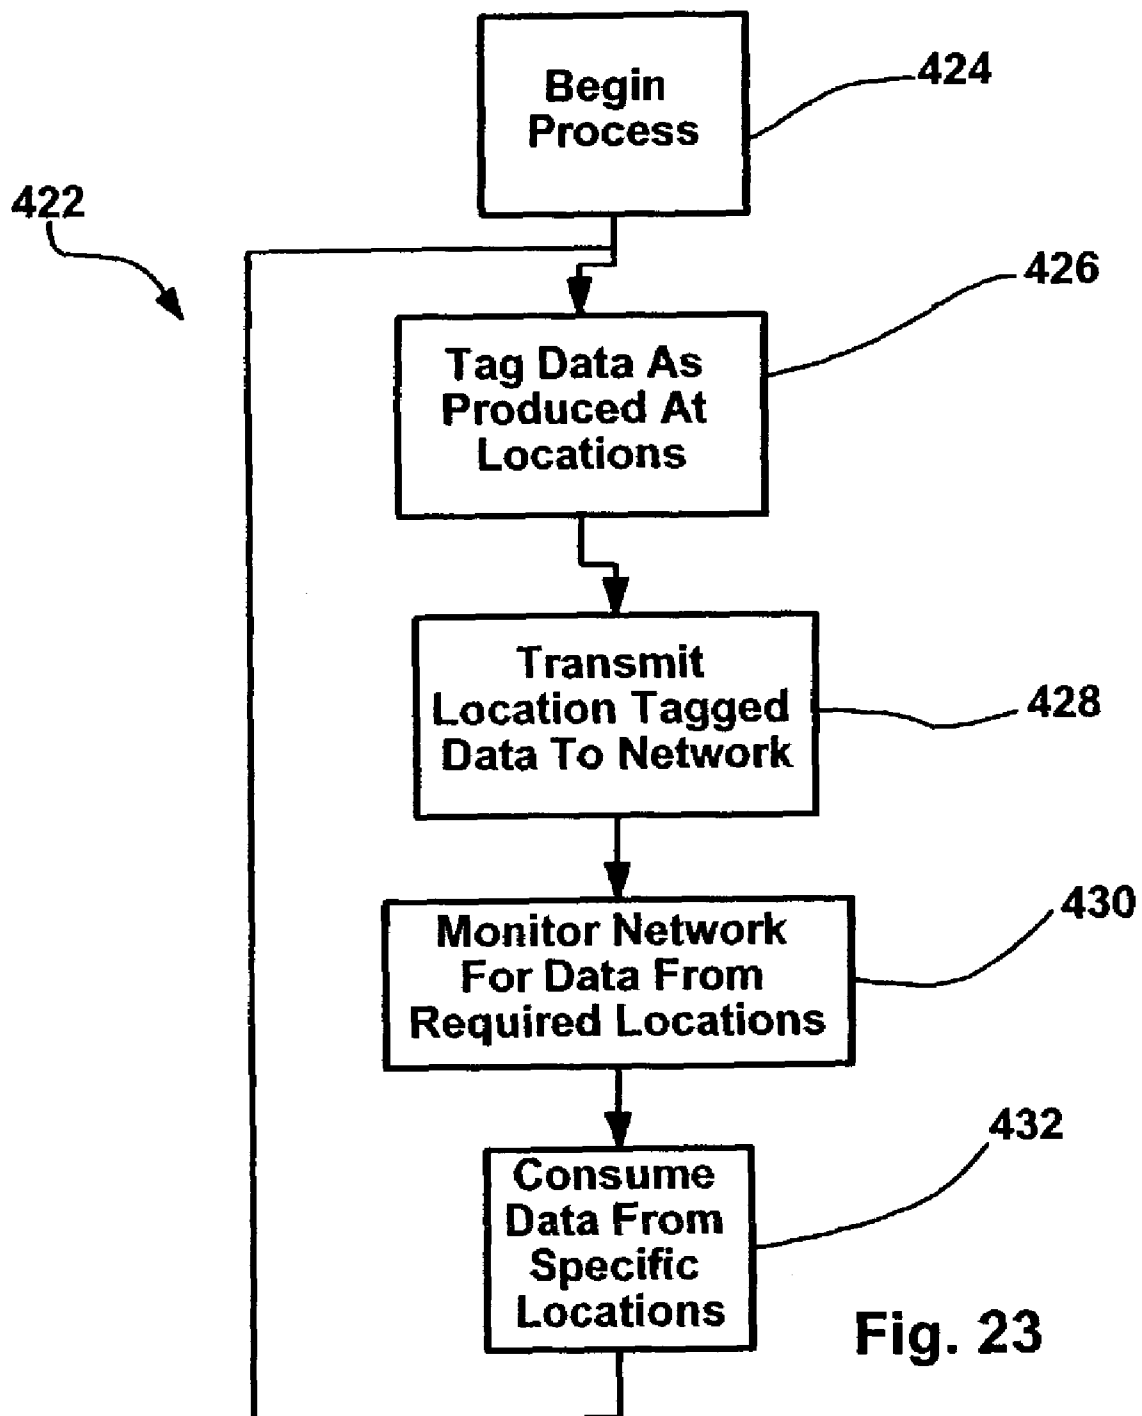 Begin
Process
424
422
426
Tag Data As
Produced At
Locations
Transmit
Location Tagged
Data To Network
428
Monitor Network
For Data From
Required Locations
430
432
Consume
Data From
Specific
Locations
Fig. 23